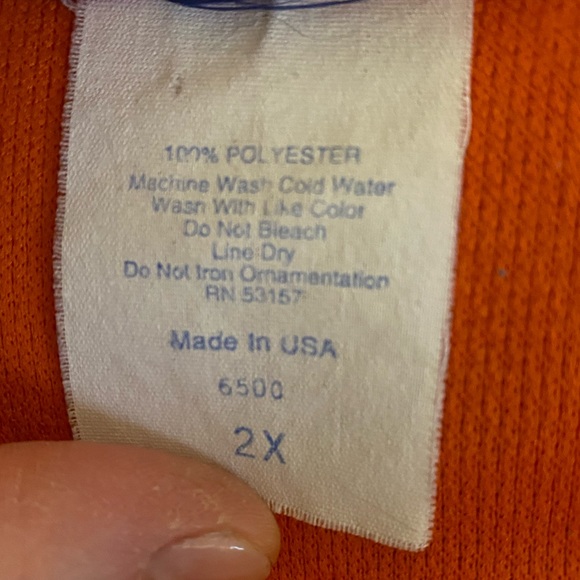 100% POLYESTER
Machine Wash Cold Water
Wash With Like Color
Do Not Bleach
Line Dry
Do Not Iron Ornamentation
RN 53157
Made In USA
6500
2X